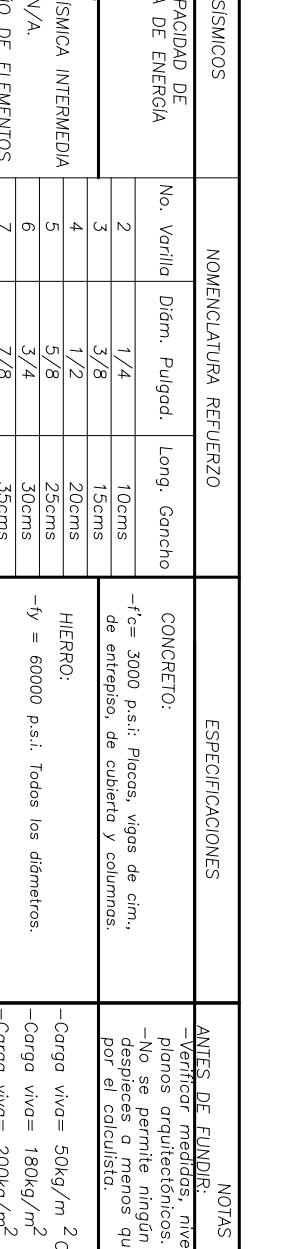 SÍSMICOS
PACIDAD DE
DE ENERGÍA
ÍSMICA INTERMEDIA
N/A.
DE ELEMENTOS
NOMENCLATURA REFUERZO
No. Varilla Diám. Pulgad. Long. Gancho
2 1/4 10cms
3 3/8 15cms
4 1/2 20cms
5 5/8 25cms
6 3/4 30cms
7 7/8 35cms
ESPECIFICACIONES
CONCRETO:
-f'c= 3000 p.s.i: Placas, vigas de cim.,
de entrepiso, de cubierta y columnas.
HIERRO:
-fy = 60000 p.s.i. Todos los diámetros.
NOTAS
ANTES DE FUNDIR:
-Verificar medidas, nive
planos arquitectónicos.
-No se permite ningún
despieces a menos qu
por el calculista.
-Carga viva= 50kg/m 2
-Carga viva= 180kg/m2
-Carga viva= 200kg/m2